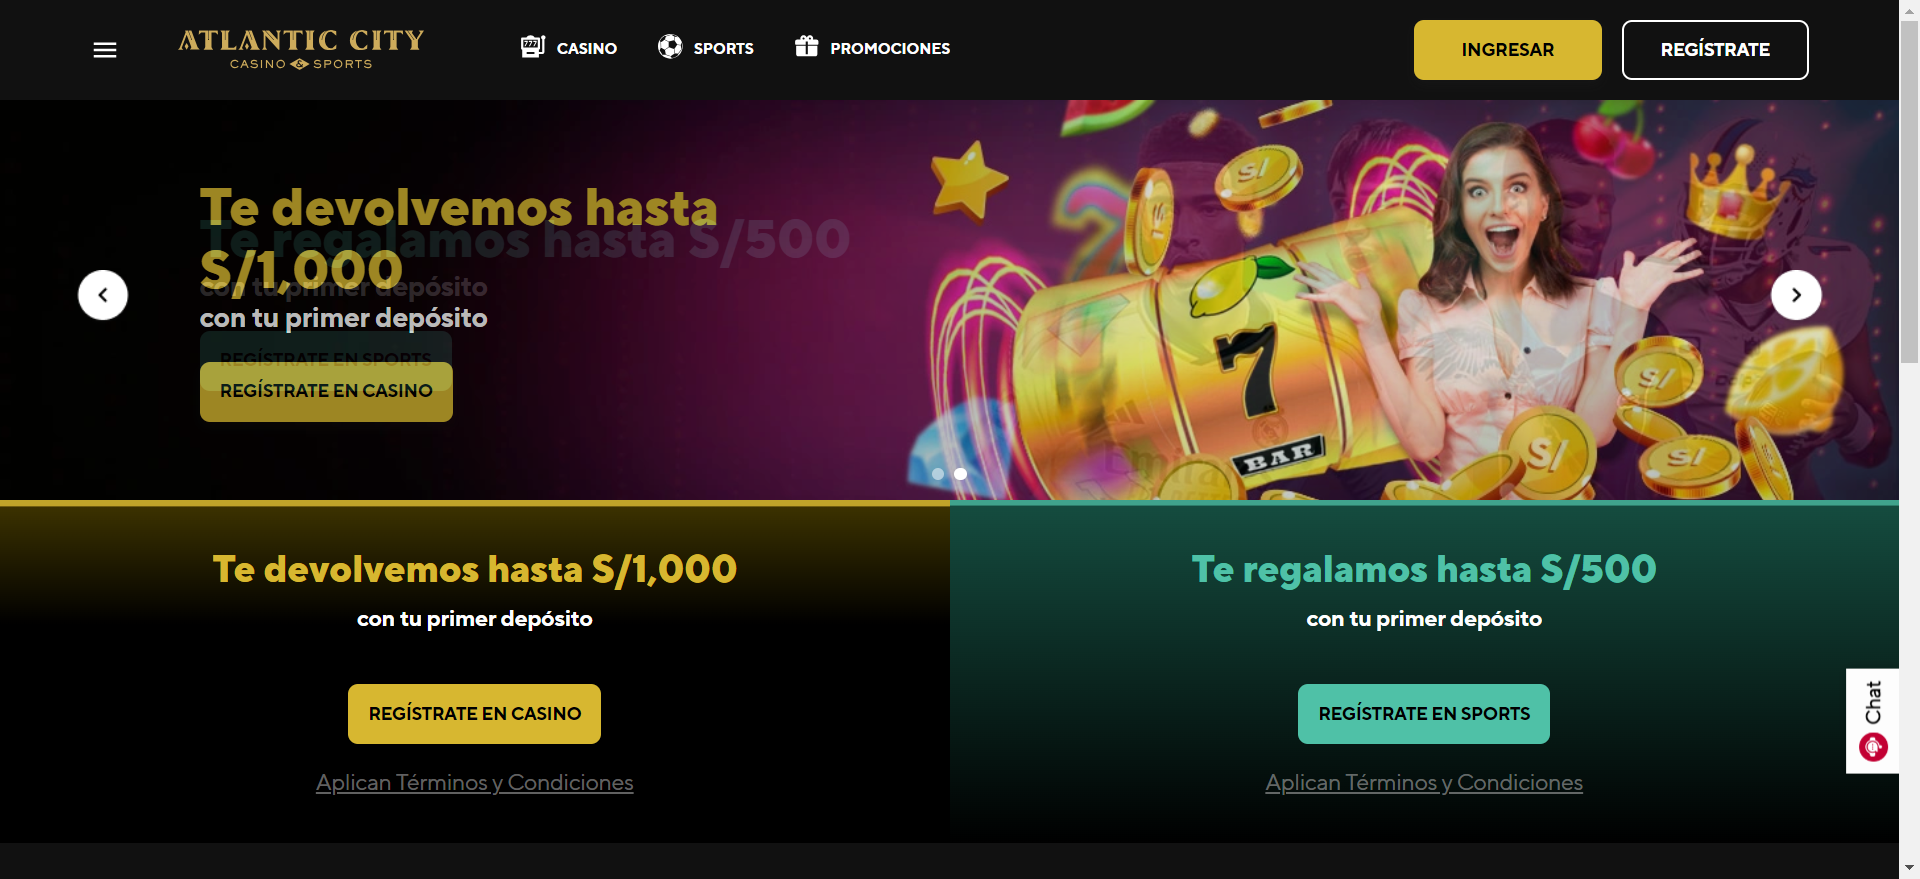 ATLANTIC CITY
CASINO & SPORTS
CASINO
SPORTS
PROMOCIONES
INGRESAR
REGÍSTRATE
Te devolvemos hasta
S/1,000
con tu primer depósito
REGÍSTRATE EN CASINO
Te regalamos hasta S/500
con tu primer depósito
REGÍSTRATE EN SPORTS
S/
7
BAR
S/
S/
S/
Te devolvemos hasta S/1,000
con tu primer depósito
REGÍSTRATE EN CASINO
Aplican Términos y Condiciones
Te regalamos hasta S/500
con tu primer depósito
REGÍSTRATE EN SPORTS
Aplican Términos y Condiciones
Chat